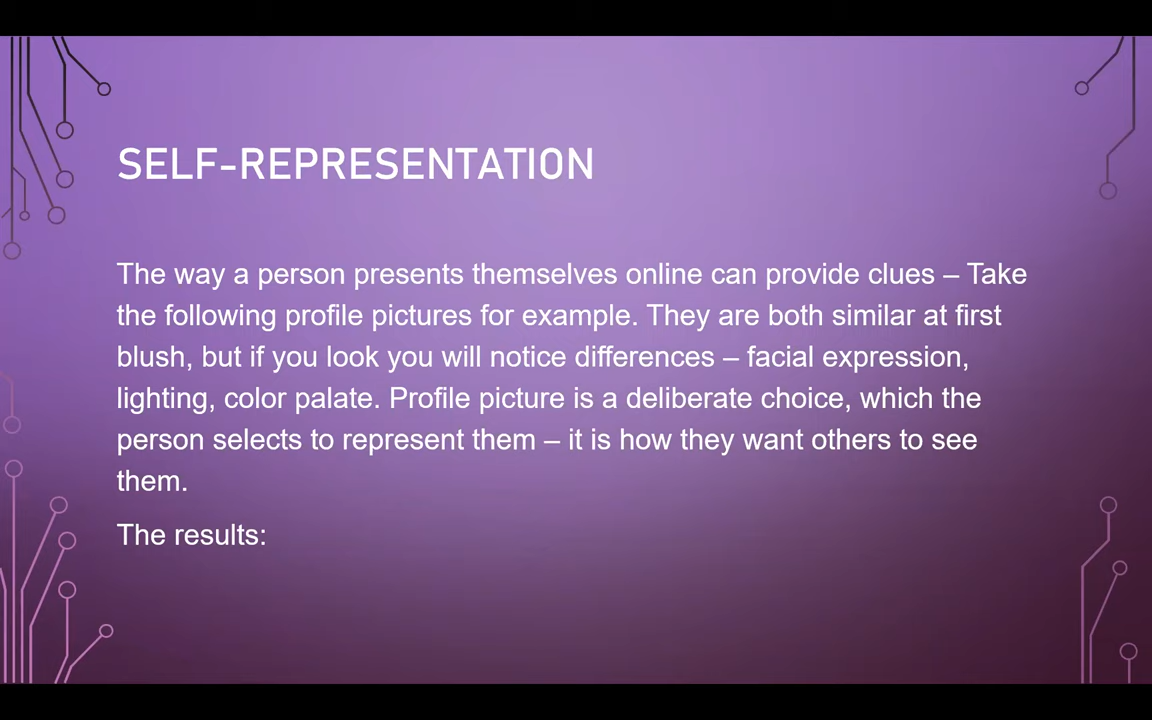 SELF-REPRESENTATION
The way a person presents themselves online can provide clues – Take
the following profile pictures for example. They are both similar at first
blush, but if you look you will notice differences – facial expression,
lighting, color palate. Profile picture is a deliberate choice, which the
person selects to represent them – it is how they want others to see
them.
The results: